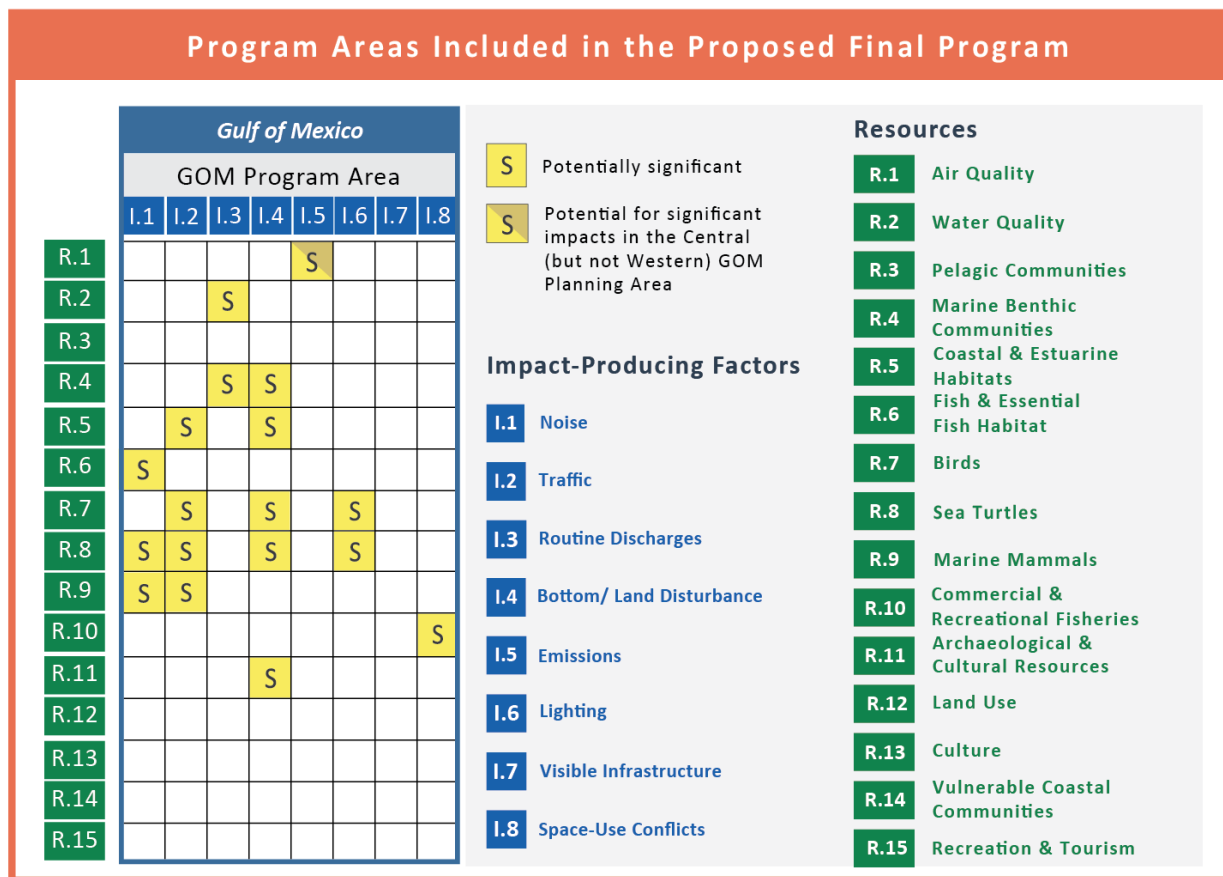 Program Areas Included in the Proposed Final Program
Gulf of Mexico
GOM Program Area
I.1 I.2 I.3 I.4 I.5 I.6 I.7 I.8
R.1 S
R.2 S
R.3
R.4 S S
R.5 S S
R.6 S
R.7 S S S
R.8 S S S S
R.9 S S
R.10 S
R.11 S
R.12
R.13
R.14
R.15
S Potentially significant
S Potential for significant
impacts in the Central
(but not Western) GOM
Planning Area
Impact-Producing Factors
I.1 Noise
I.2 Traffic
I.3 Routine Discharges
I.4 Bottom/ Land Disturbance
I.5 Emissions
I.6 Lighting
I.7 Visible Infrastructure
I.8 Space-Use Conflicts
Resources
R.1 Air Quality
R.2 Water Quality
R.3 Pelagic Communities
R.4 Marine Benthic
Communities
R.5 Coastal & Estuarine
Habitats
R.6 Fish & Essential
Fish Habitat
R.7 Birds
R.8 Sea Turtles
R.9 Marine Mammals
R.10 Commercial &
Recreational Fisheries
R.11 Archaeological &
Cultural Resources
R.12 Land Use
R.13 Culture
R.14 Vulnerable Coastal
Communities
R.15 Recreation & Tourism